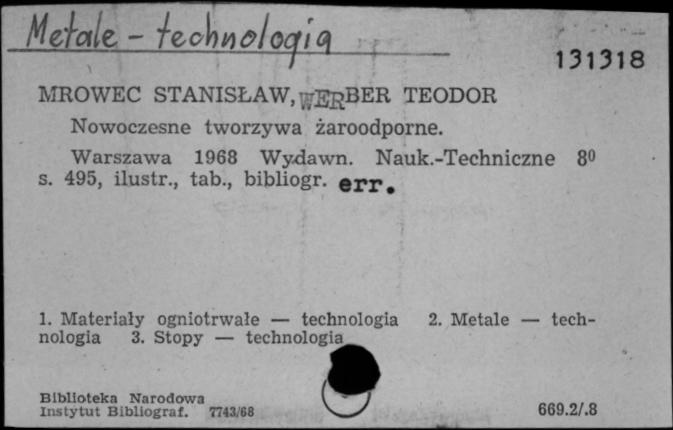 Metale - technologia
131318
MROWEC STANISŁAW, WERBER TEODOR
Nowoczesne tworzywa żaroodporne.
Warszawa 1968 Wydawn. Nauk.-Techniczne 8⁰
s. 495, ilustr., tab., bibliogr. err.
1. Materiały ogniotrwałe — technologia 2. Metale — tech-
nologia 3. Stopy — technologia
Biblioteka Narodowa
Instytut Bibliograf. 7743/68
669.2/.8